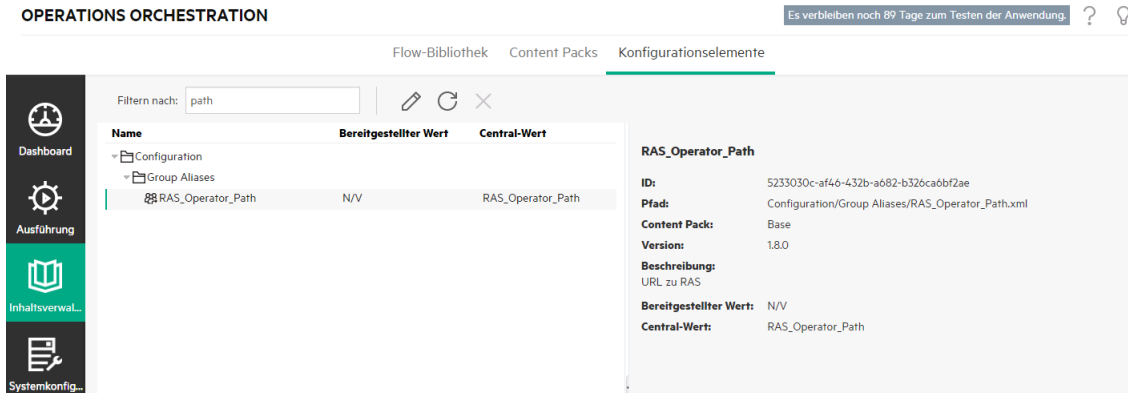 OPERATIONS ORCHESTRATION
Es verbleiben noch 89 Tage zum Testen der Anwendung.
Flow-Bibliothek Content Packs Konfigurationselemente
Filtern nach: path
Name Bereitgestellter Wert Central-Wert
Configuration
Group Aliases
RAS_Operator_Path N/V RAS_Operator_Path
Dashboard
Ausführung
Inhaltsverwal...
Systemkonfig...
RAS_Operator_Path
ID: 5233030c-af46-432b-a682-b326ca6bf2ae
Pfad: Configuration/Group Aliases/RAS_Operator_Path.xml
Content Pack: Base
Version: 1.8.0
Beschreibung:
URL zu RAS
Bereitgestellter Wert: N/V
Central-Wert: RAS_Operator_Path